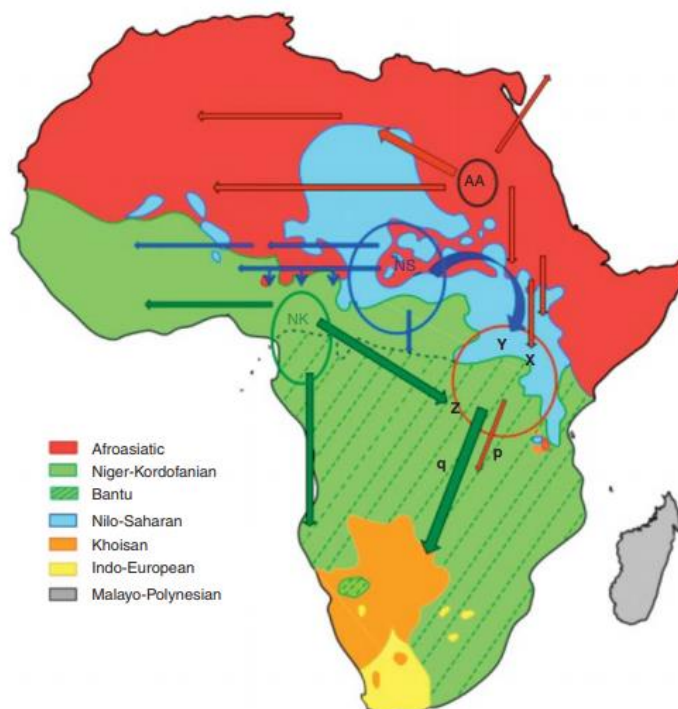 AA
NS
NK
Y
X
Z
q
p
Afroasiatic
Niger-Kordofanian
Bantu
Nilo-Saharan
Khoisan
Indo-European
Malayo-Polynesian